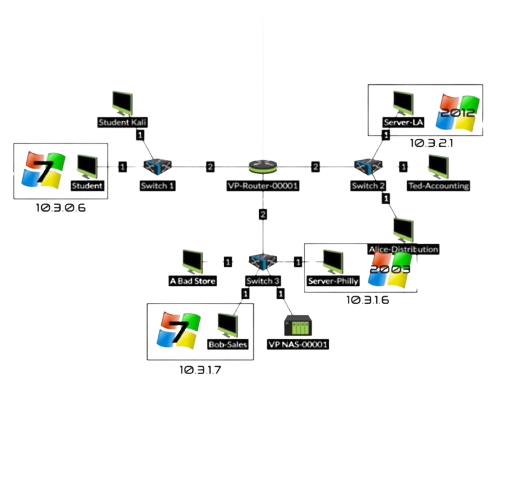 Student Kali
1
Server-LA
2012
1
10.3.2.1
7
Student
1
Switch 1
2
VP-Router-00001
2
Switch 2
1
Ted-Accounting
10.3.0.6
1
2
Alice-Distribution
A Bad Store
1
Switch 3
1
Server-Philly
2003
10.3.1.6
1
1
7
Bob-Sales
VP NAS-00001
10.3.1.7